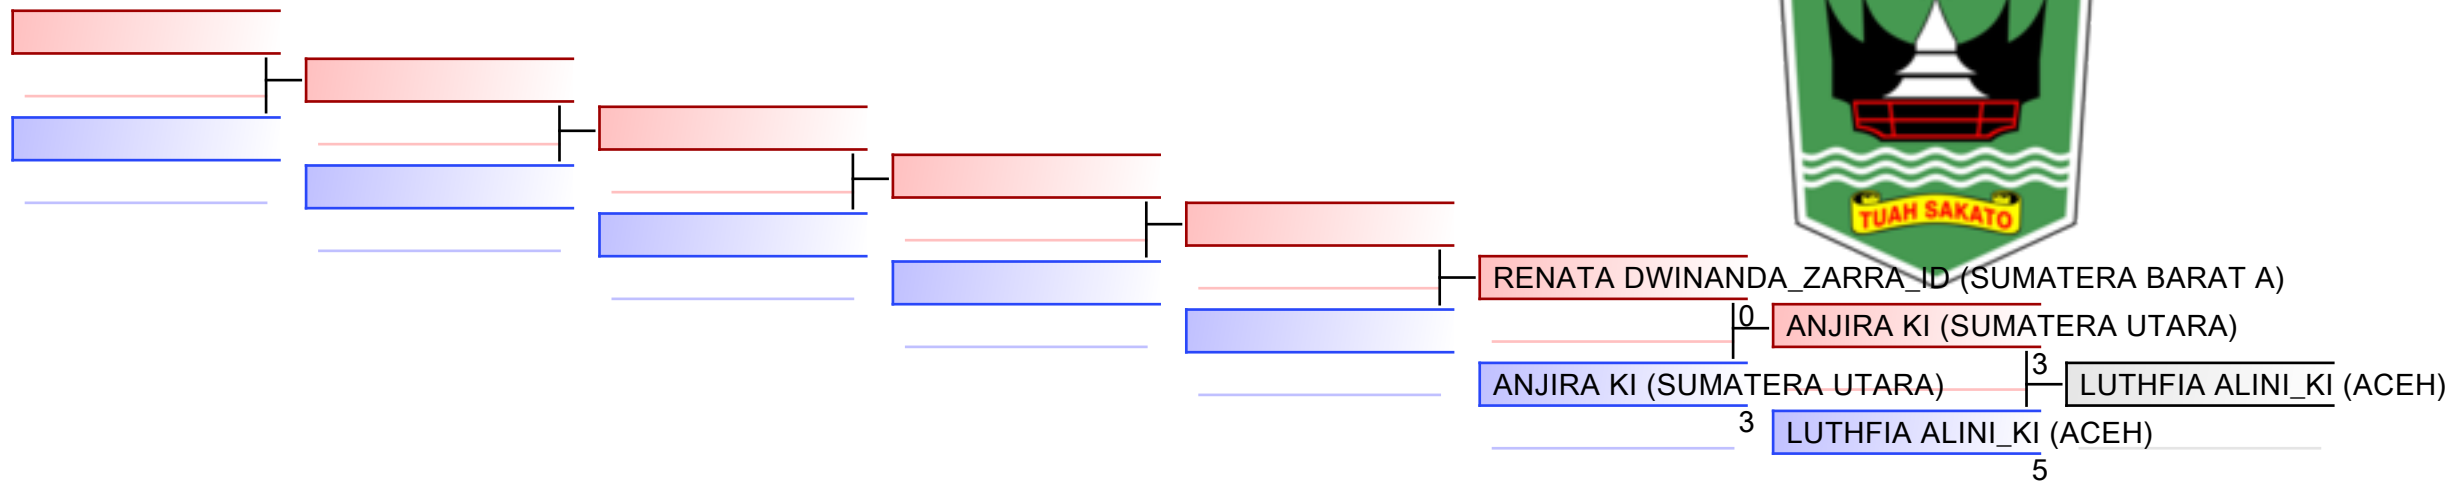 TUAH SAKATO
RENATA DWINANDA_ZARRA_ID (SUMATERA BARAT A)
0
ANJIRA KI (SUMATERA UTARA)
3
ANJIRA KI (SUMATERA UTARA)
LUTHFIA ALINI_KI (ACEH)
3
LUTHFIA ALINI_KI (ACEH)
5